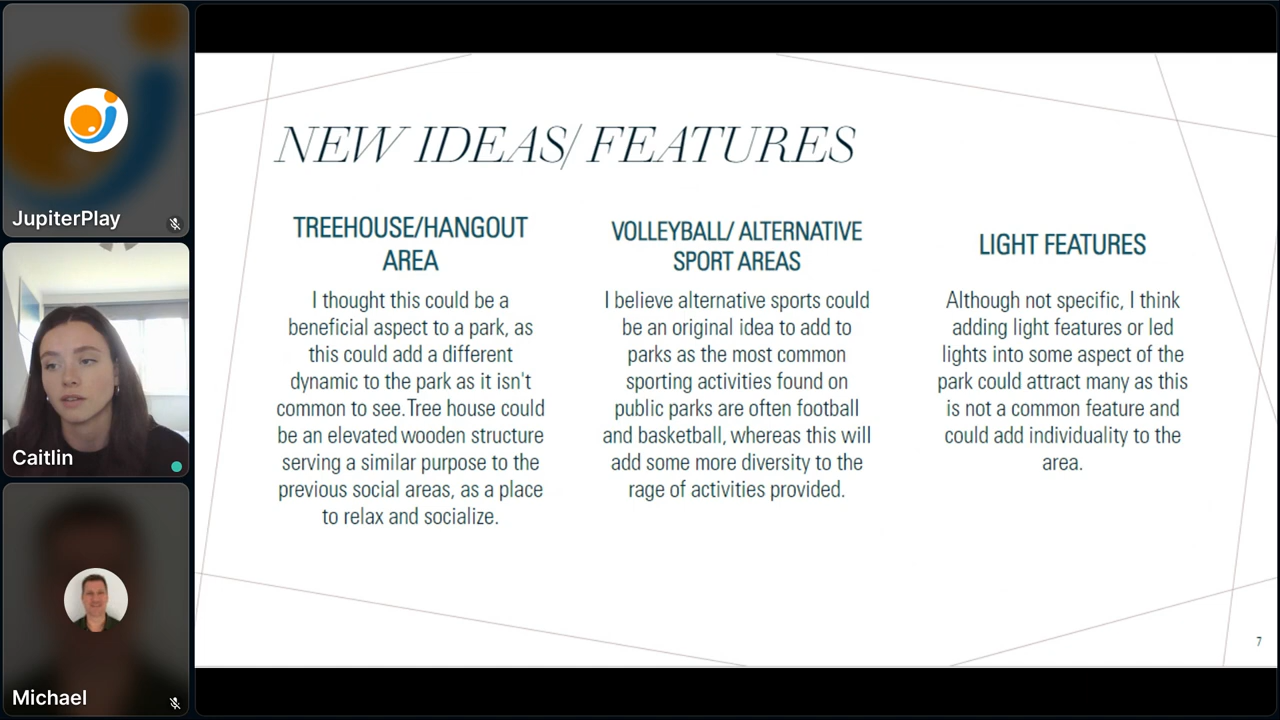 JupiterPlay
Caitlin
Michael
NEW IDEAS/ FEATURES
TREEHOUSE/HANGOUT
AREA
I thought this could be a
beneficial aspect to a park, as
this could add a different
dynamic to the park as it isn't
common to see.Tree house could
be an elevated wooden structure
serving a similar purpose to the
previous social areas, as a place
to relax and socialize.
VOLLEYBALL/ ALTERNATIVE
SPORT AREAS
I believe alternative sports could
be an original idea to add to
parks as the most common
sporting activities found on
public parks are often football
and basketball, whereas this will
add some more diversity to the
rage of activities provided.
LIGHT FEATURES
Although not specific, I think
adding light features or led
lights into some aspect of the
park could attract many as this
is not a common feature and
could add individuality to the
area.
7